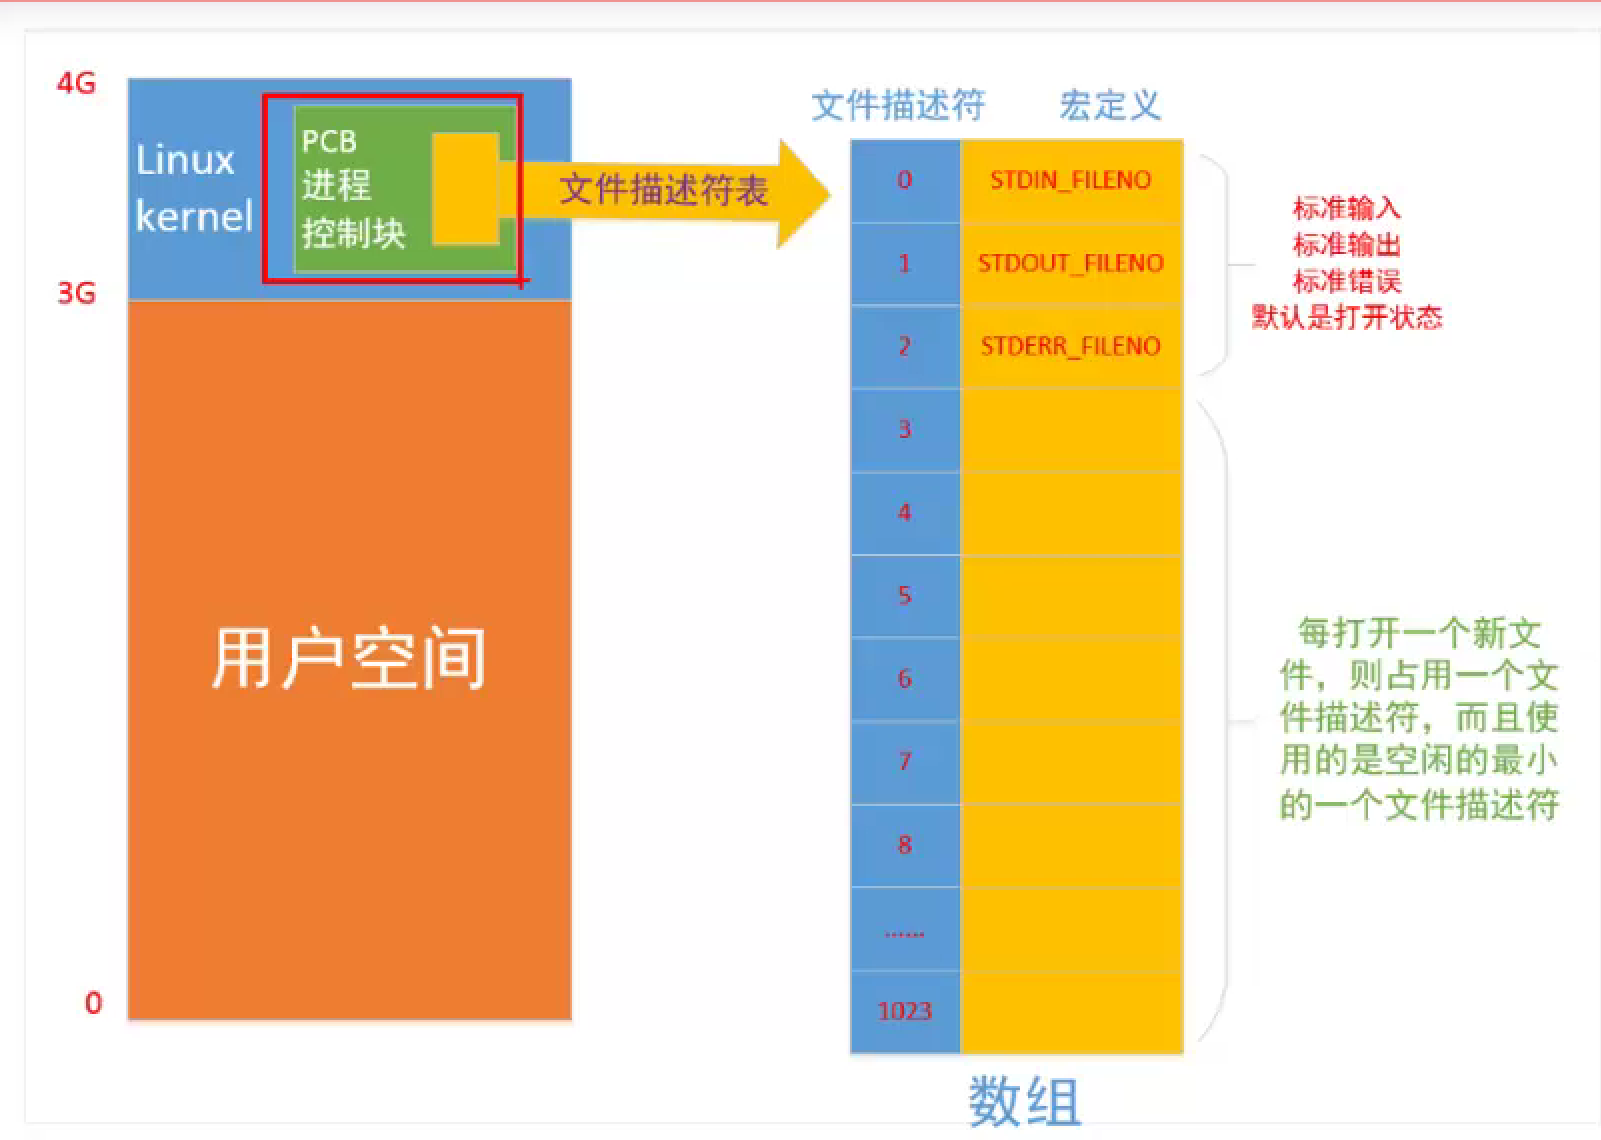 4G
Linux
kernel
PCB
进程
控制块
3G
用户空间
0
文件描述符表
文件描述符 宏定义
0 STDIN_FILENO
1 STDOUT_FILENO
2 STDERR_FILENO
3
4
5
6
7
8
......
1023
数组
标准输入
标准输出
标准错误
默认是打开状态
每打开一个新文
件，则占用一个文
件描述符，而且使
用的是空闲的最小
的一个文件描述符